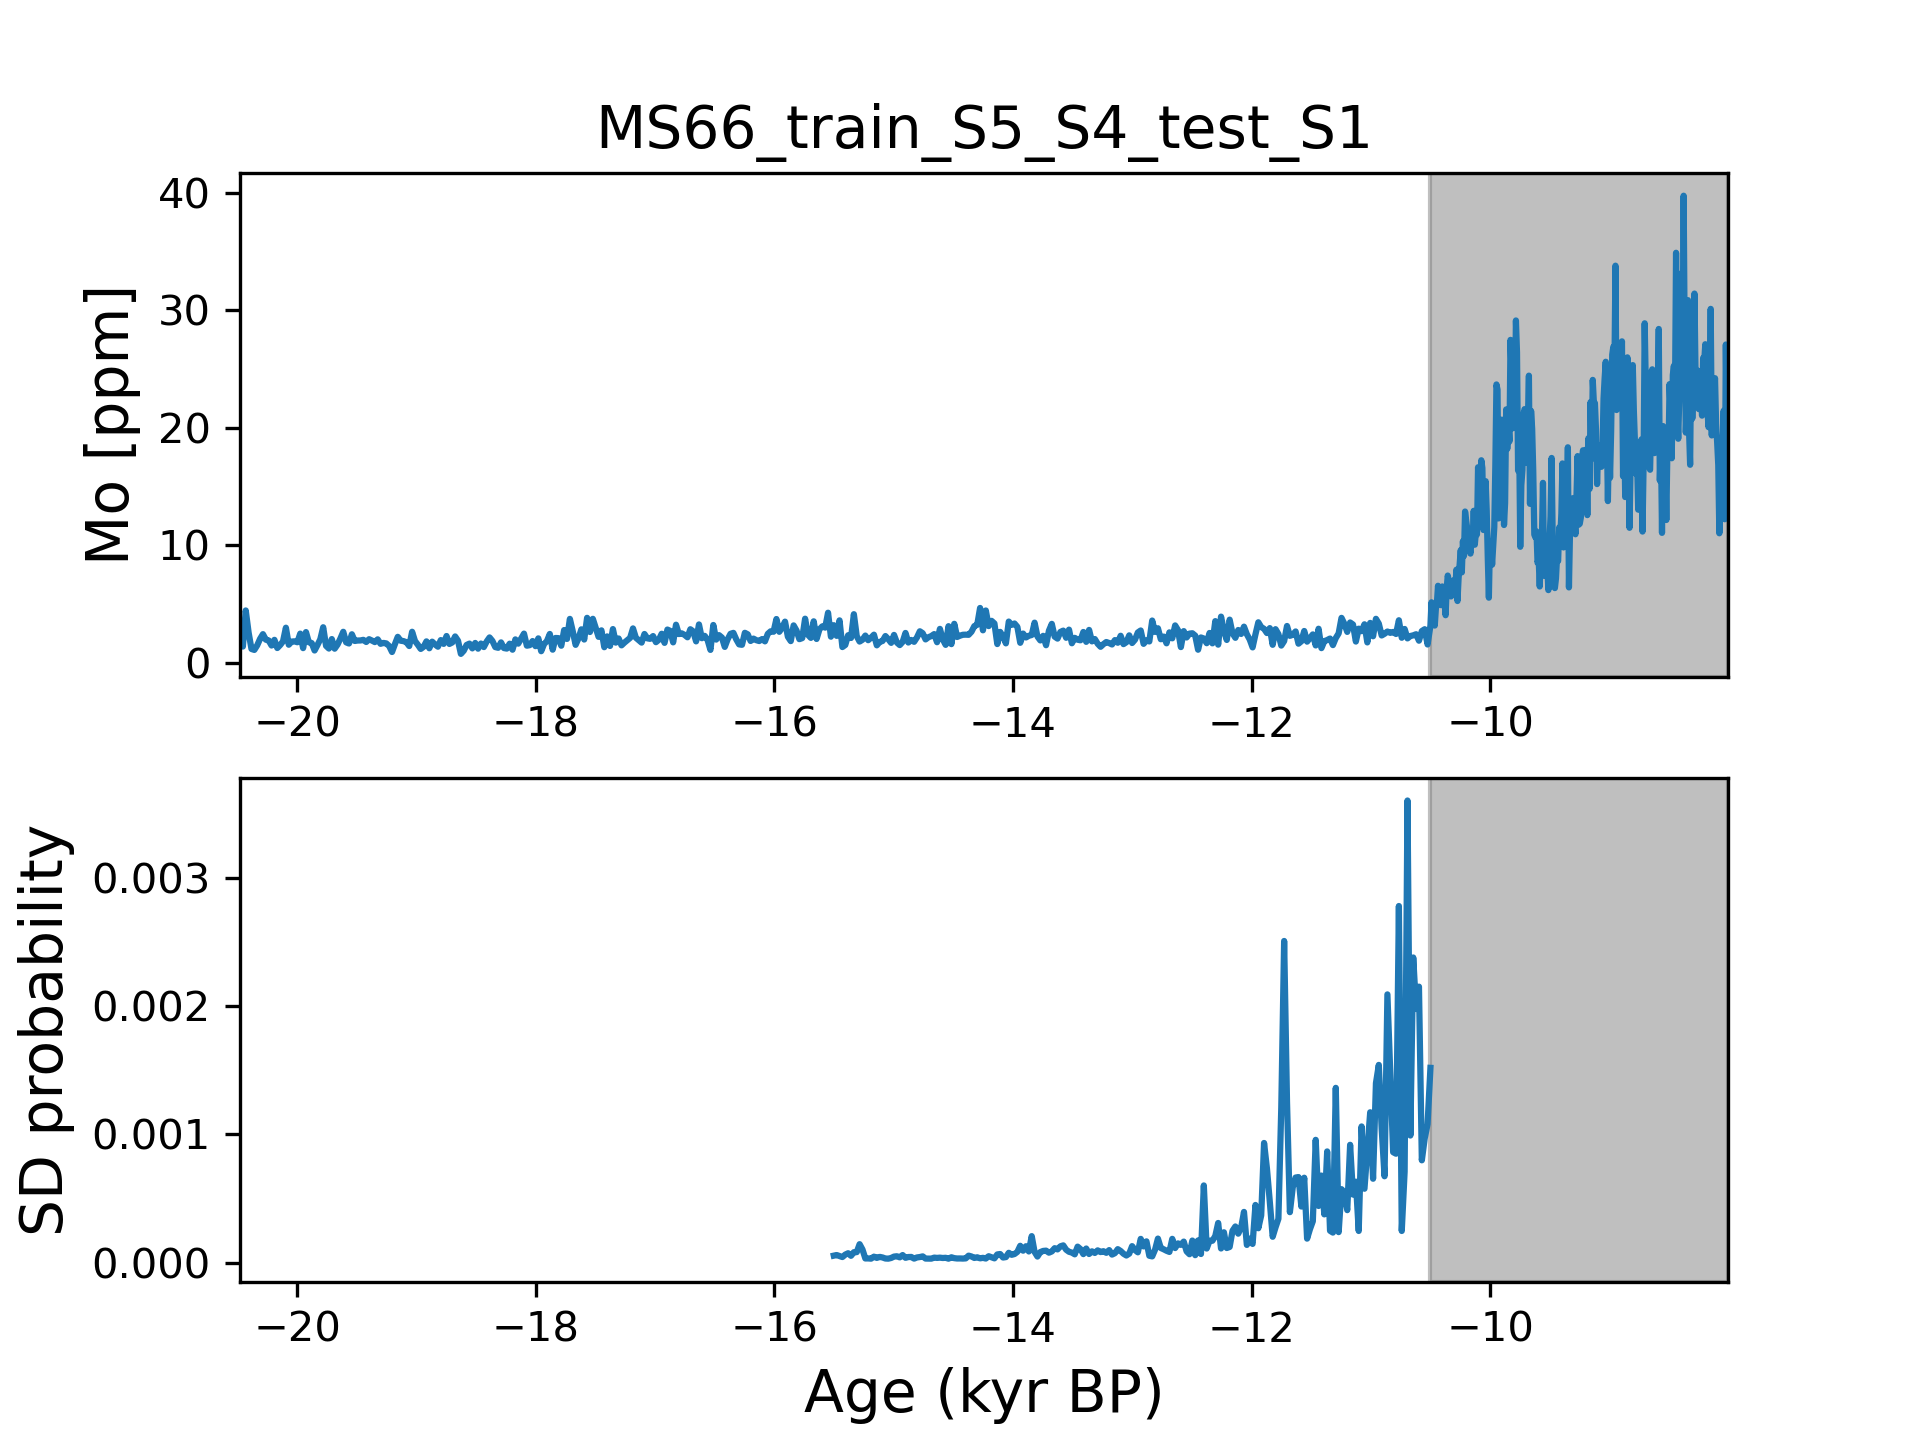 MS66_train_S5_S4_test_S1
Mo [ppm]
40
30
20
10
0
−20 −18 −16 −14 −12 −10
SD probability
0.003
0.002
0.001
0.000
−20 −18 −16 −14 −12 −10
Age (kyr BP)